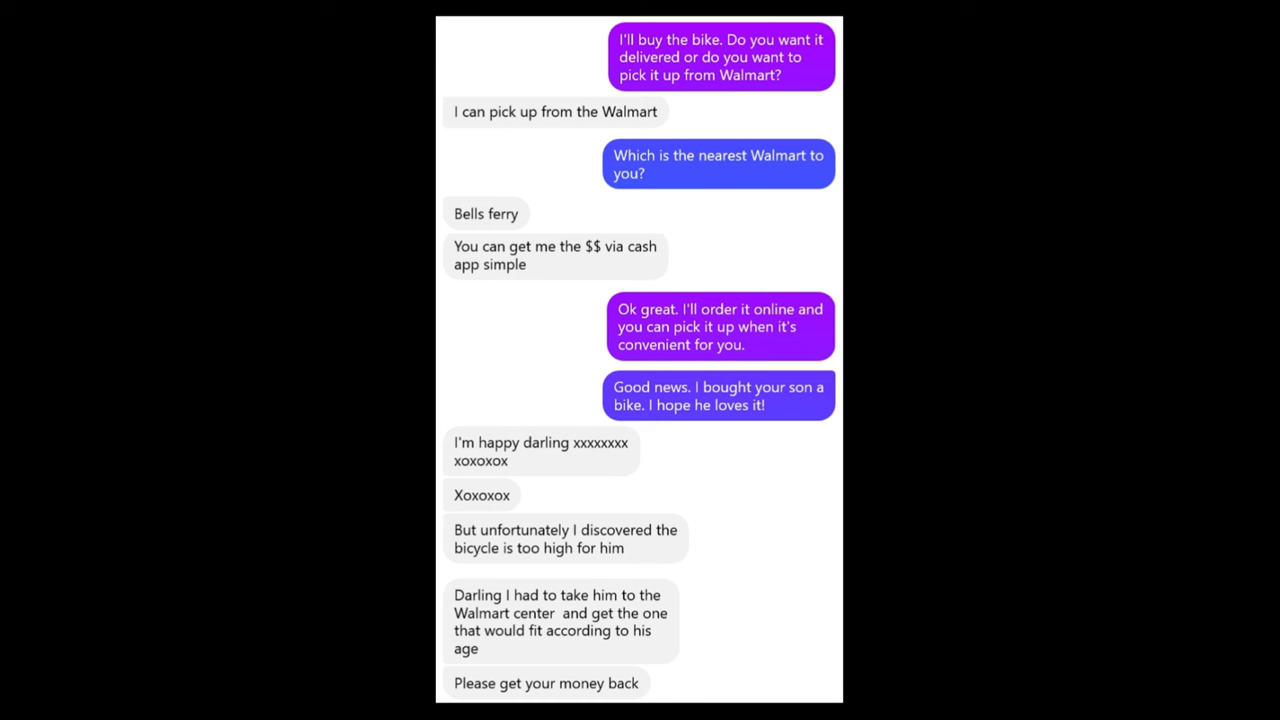 I'll buy the bike. Do you want it
delivered or do you want to
pick it up from Walmart?
I can pick up from the Walmart
Which is the nearest Walmart to
you?
Bells ferry
You can get me the $$ via cash
app simple
Ok great. I'll order it online and
you can pick it up when it's
convenient for you.
Good news. I bought your son a
bike. I hope he loves it!
I'm happy darling xxxxxxxx
xoxoxox
Xoxoxox
But unfortunately I discovered the
bicycle is too high for him
Darling I had to take him to the
Walmart center  and get the one
that would fit according to his
age
Please get your money back